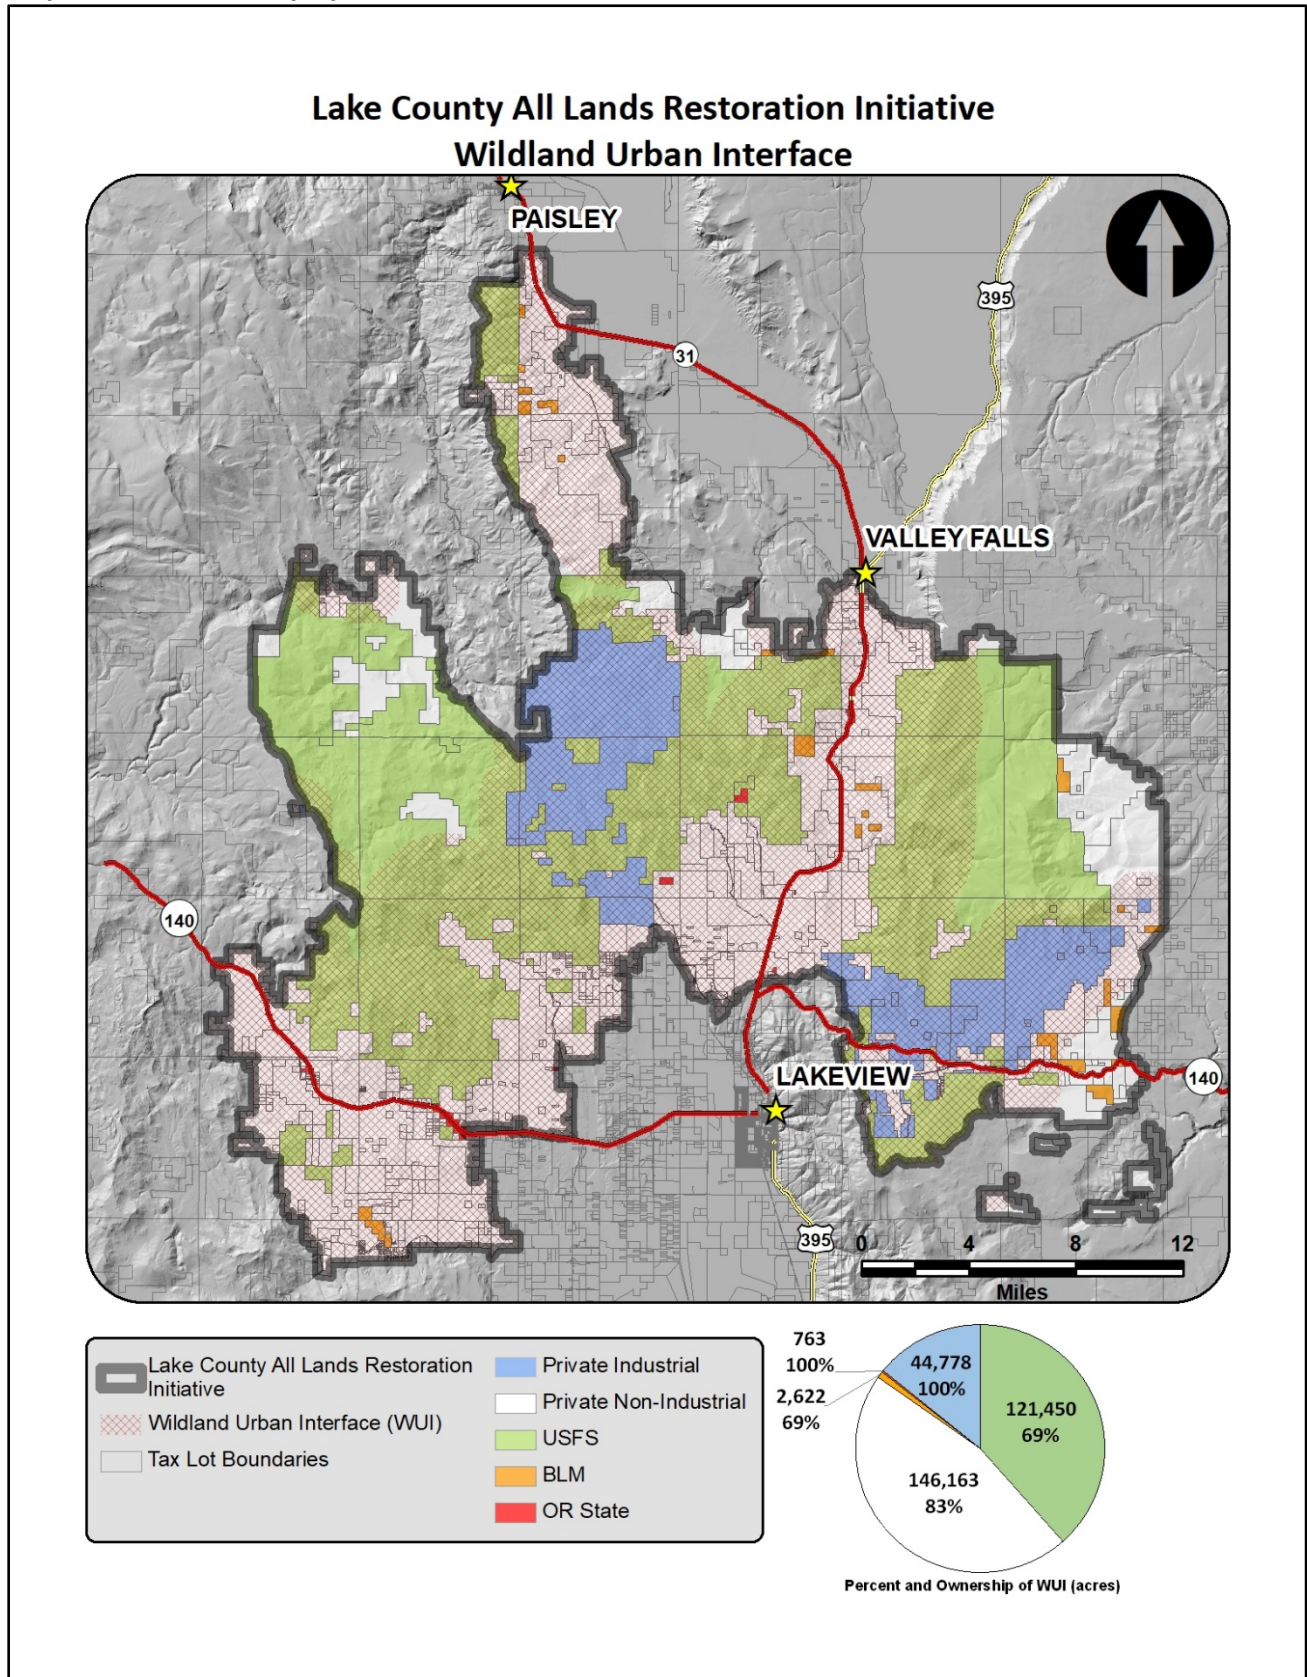 Lake County All Lands Restoration Initiative
Wildland Urban Interface
PAISLEY
395
31
VALLEY FALLS
140
LAKEVIEW
140
395
0 4 8 12
Miles
Lake County All Lands Restoration
Initiative
Wildland Urban Interface (WUI)
Tax Lot Boundaries
Private Industrial
Private Non-Industrial
USFS
BLM
OR State
763
100%
2,622
69%
44,778
100%
121,450
69%
146,163
83%
Percent and Ownership of WUI (acres)